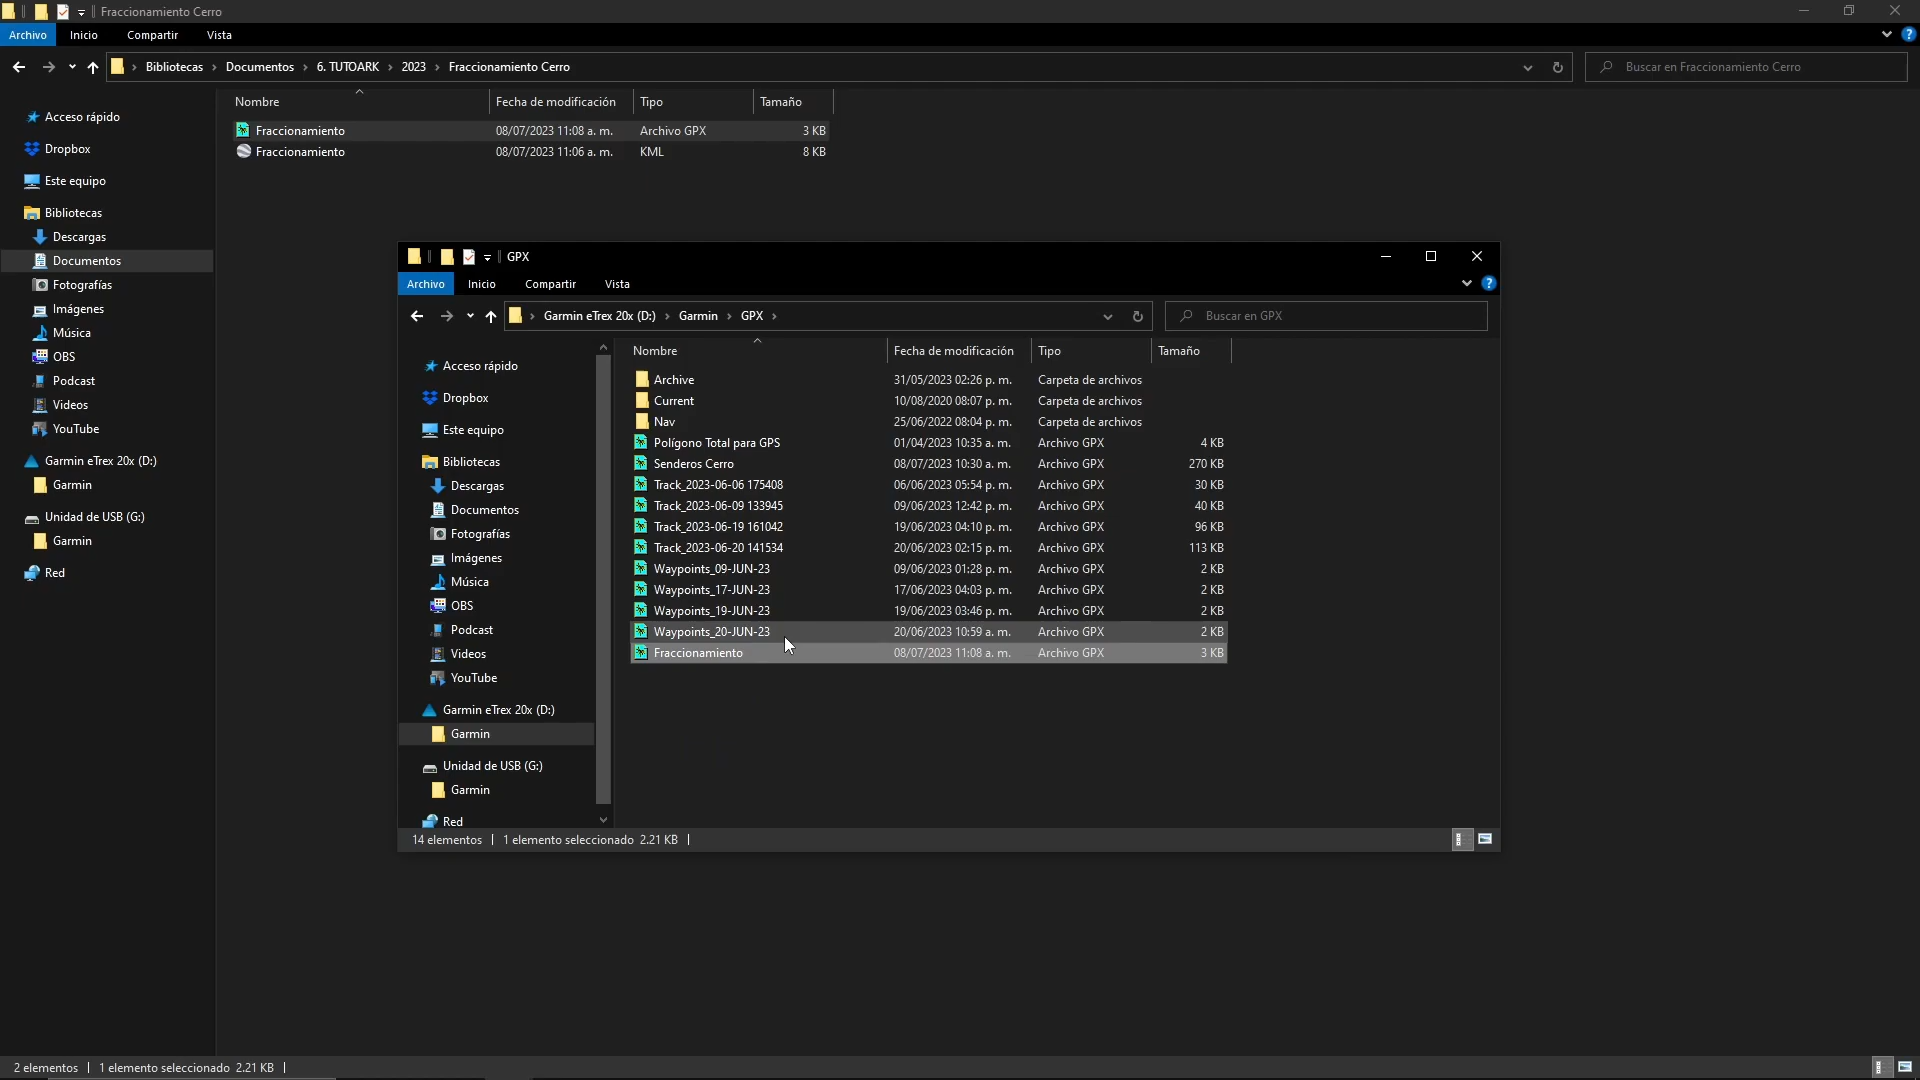 Fraccionamiento Cerro
Archivo Inicio Compartir Vista
Bibliotecas Documentos 6. TUTOARK 2023 Fraccionamiento Cerro
Buscar en Fraccionamiento Cerro
Nombre Fecha de modificación Tipo Tamaño
Fraccionamiento 08/07/2023 11:08 a. m. Archivo GPX 3 KB
Fraccionamiento 08/07/2023 11:06 a. m. KML 8 KB
Acceso rápido
Dropbox
Este equipo
Bibliotecas
Descargas
Documentos
Fotografías
Imágenes
Música
OBS
Podcast
Videos
YouTube
Garmin eTrex 20x (D:)
Garmin
Unidad de USB (G:)
Garmin
Red
GPX
Archivo Inicio Compartir Vista
Garmin eTrex 20x (D:) Garmin GPX
Buscar en GPX
Acceso rápido
Dropbox
Este equipo
Bibliotecas
Descargas
Documentos
Fotografías
Imágenes
Música
OBS
Podcast
Videos
YouTube
Garmin eTrex 20x (D:)
Garmin
Unidad de USB (G:)
Garmin
Red
Nombre Fecha de modificación Tipo Tamaño
Archive 31/05/2023 02:26 p. m. Carpeta de archivos
Current 10/08/2020 08:07 p. m. Carpeta de archivos
Nav 25/06/2022 08:04 p. m. Carpeta de archivos
Polígono Total para GPS 01/04/2023 10:35 a. m. Archivo GPX 4 KB
Senderos Cerro 08/07/2023 10:30 a. m. Archivo GPX 270 KB
Track_2023-06-06 175408 06/06/2023 05:54 p. m. Archivo GPX 30 KB
Track_2023-06-09 133945 09/06/2023 12:42 p. m. Archivo GPX 40 KB
Track_2023-06-19 161042 19/06/2023 04:10 p. m. Archivo GPX 96 KB
Track_2023-06-20 141534 20/06/2023 02:15 p. m. Archivo GPX 113 KB
Waypoints_09-JUN-23 09/06/2023 01:28 p. m. Archivo GPX 2 KB
Waypoints_17-JUN-23 17/06/2023 04:03 p. m. Archivo GPX 2 KB
Waypoints_19-JUN-23 19/06/2023 03:46 p. m. Archivo GPX 2 KB
Waypoints_20-JUN-23 20/06/2023 10:59 a. m. Archivo GPX 2 KB
Fraccionamiento 08/07/2023 11:08 a. m. Archivo GPX 3 KB
14 elementos 1 elemento seleccionado 2.21 KB
2 elementos 1 elemento seleccionado 2.21 KB